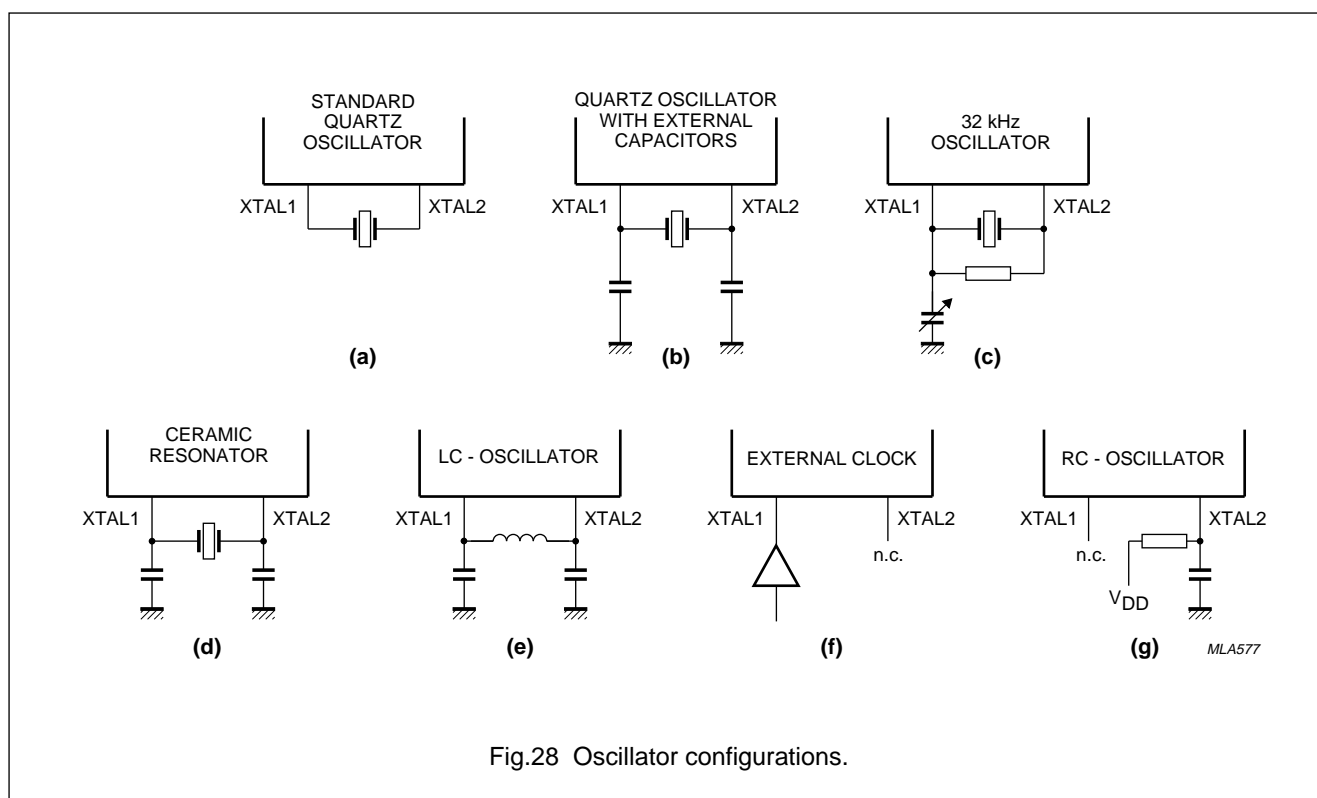 STANDARD
QUARTZ
OSCILLATOR
XTAL1
XTAL2
(a)
QUARTZ OSCILLATOR
WITH EXTERNAL
CAPACITORS
XTAL1
XTAL2
(b)
32 kHz
OSCILLATOR
XTAL1
XTAL2
(c)
CERAMIC
RESONATOR
XTAL1
XTAL2
(d)
LC - OSCILLATOR
XTAL1
XTAL2
(e)
EXTERNAL CLOCK
XTAL1
XTAL2
n.c.
(f)
RC - OSCILLATOR
XTAL1
XTAL2
n.c.
VDD
(g)
MLA577
Fig.28 Oscillator configurations.